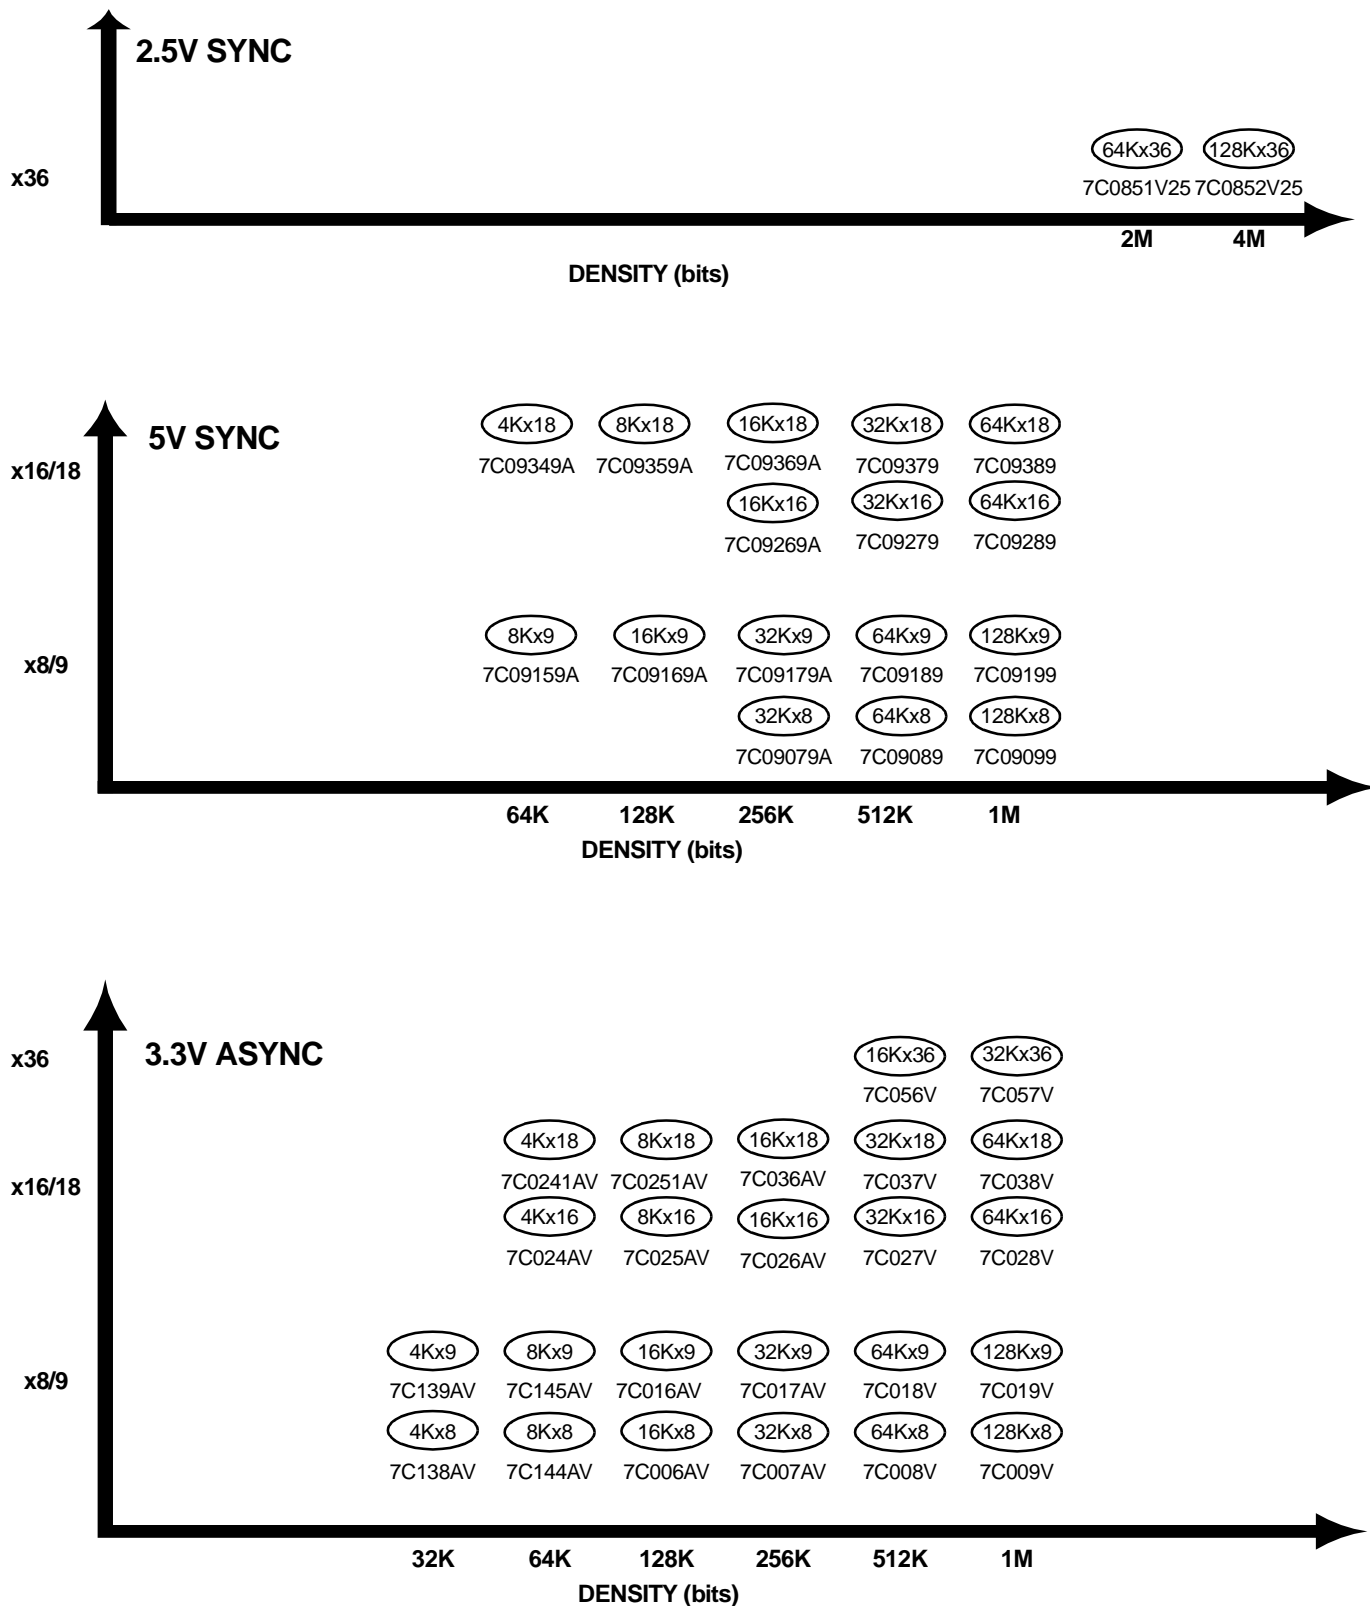 2.5V SYNC
64Kx36 128Kx36
x36
7C0851V25 7C0852V25
2M 4M
DENSITY (bits)
5V SYNC
4Kx18 8Kx18 16Kx18 32Kx18 64Kx18
x16/18
7C09349A 7C09359A 7C09369A 7C09379 7C09389
16Kx16 32Kx16 64Kx16
7C09269A 7C09279 7C09289
8Kx9 16Kx9 32Kx9 64Kx9 128Kx9
x8/9
7C09159A 7C09169A 7C09179A 7C09189 7C09199
32Kx8 64Kx8 128Kx8
7C09079A 7C09089 7C09099
64K 128K 256K 512K 1M
DENSITY (bits)
3.3V ASYNC
x36
16Kx36 32Kx36
7C056V 7C057V
4Kx18 8Kx18 16Kx18 32Kx18 64Kx18
x16/18
7C0241AV 7C0251AV 7C036AV 7C037V 7C038V
4Kx16 8Kx16 16Kx16 32Kx16 64Kx16
7C024AV 7C025AV 7C026AV 7C027V 7C028V
4Kx9 8Kx9 16Kx9 32Kx9 64Kx9 128Kx9
x8/9
7C139AV 7C145AV 7C016AV 7C017AV 7C018V 7C019V
4Kx8 8Kx8 16Kx8 32Kx8 64Kx8 128Kx8
7C138AV 7C144AV 7C006AV 7C007AV 7C008V 7C009V
32K 64K 128K 256K 512K 1M
DENSITY (bits)